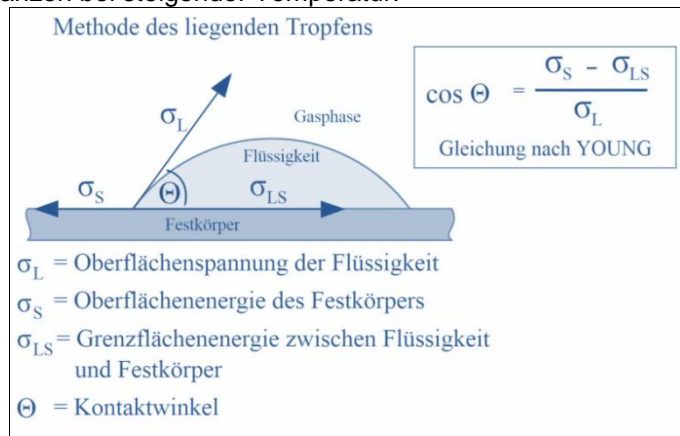 Methode des liegenden Tropfens
cos Θ = (σS – σLS) / σL
Gleichung nach YOUNG
σL
Gasphase
Flüssigkeit
σS
Θ
σLS
Festkörper
σL = Oberflächenspannung der Flüssigkeit
σS = Oberflächenenergie des Festkörpers
σLS = Grenzflächenenergie zwischen Flüssigkeit
und Festkörper
Θ = Kontaktwinkel